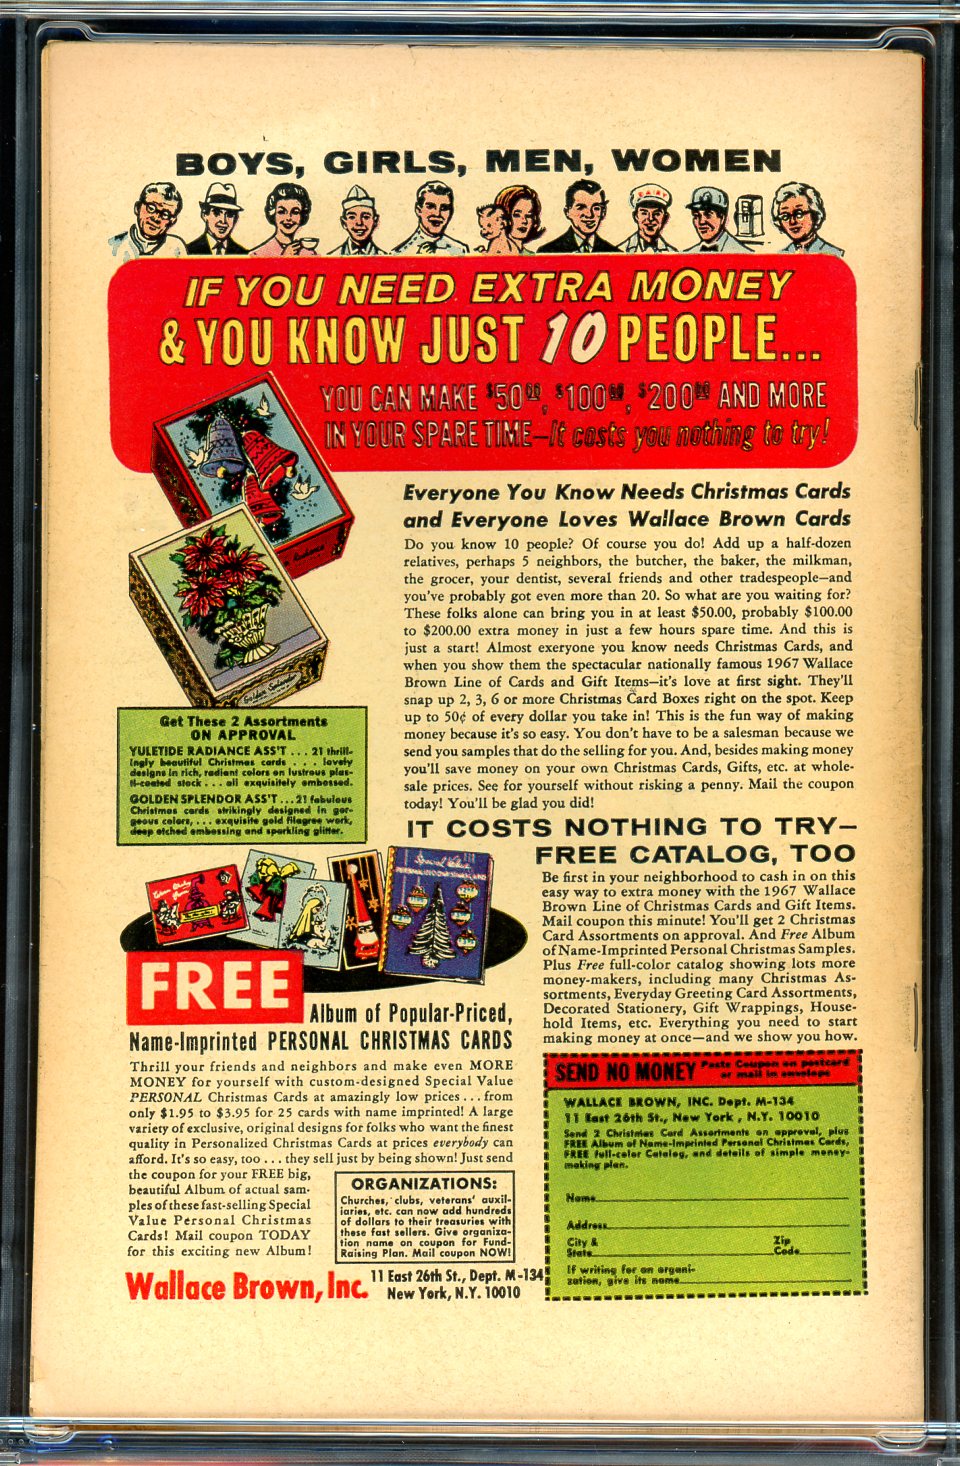 BOYS, GIRLS, MEN, WOMEN
DAIRY
IF YOU NEED EXTRA MONEY
& YOU KNOW JUST 10 PEOPLE...
YOU CAN MAKE $50.00, $100.00, $200.00 AND MORE
IN YOUR SPARE TIME—It costs you nothing to try!
Radiance
Golden Splendor
Everyone You Know Needs Christmas Cards
and Everyone Loves Wallace Brown Cards
Do you know 10 people? Of course you do! Add up a half-dozen
relatives, perhaps 5 neighbors, the butcher, the baker, the milkman,
the grocer, your dentist, several friends and other tradespeople—and
you've probably got even more than 20. So what are you waiting for?
These folks alone can bring you in at least $50.00, probably $100.00
to $200.00 extra money in just a few hours spare time. And this is
just a start! Almost exeryone you know needs Christmas Cards, and
when you show them the spectacular nationally famous 1967 Wallace
Brown Line of Cards and Gift Items—it's love at first sight. They'll
snap up 2, 3, 6 or more Christmas Card Boxes right on the spot. Keep
up to 50¢ of every dollar you take in! This is the fun way of making
money because it's so easy. You don't have to be a salesman because we
send you samples that do the selling for you. And, besides making money
you'll save money on your own Christmas Cards, Gifts, etc. at whole-
sale prices. See for yourself without risking a penny. Mail the coupon
today! You'll be glad you did!
Get These 2 Assortments
ON APPROVAL
YULETIDE RADIANCE ASS'T . . . 21 thrill-
ingly beautiful Christmas cards . . . lovely
designs in rich, radiant colors on lustrous plas-
ti-coated stock . . . all exquisitely embossed.
GOLDEN SPLENDOR ASS'T . . . 21 fabulous
Christmas cards strikingly designed in gor-
geous colors, . . . exquisite gold filagree work,
deep etched embossing and sparkling glitter.
IT COSTS NOTHING TO TRY—
FREE CATALOG, TOO
Be first in your neighborhood to cash in on this
easy way to extra money with the 1967 Wallace
Brown Line of Christmas Cards and Gift Items.
Mail coupon this minute! You'll get 2 Christmas
Card Assortments on approval. And Free Album
of Name-Imprinted Personal Christmas Samples.
Plus Free full-color catalog showing lots more
money-makers, including many Christmas As-
sortments, Everyday Greeting Card Assortments,
Decorated Stationery, Gift Wrappings, House-
hold Items, etc. Everything you need to start
making money at once—and we show you how.
Special Value
FREE
Album of Popular-Priced,
Name-Imprinted PERSONAL CHRISTMAS CARDS
Thrill your friends and neighbors and make even MORE
MONEY for yourself with custom-designed Special Value
PERSONAL Christmas Cards at amazingly low prices . . . from
only $1.95 to $3.95 for 25 cards with name imprinted! A large
variety of exclusive, original designs for folks who want the finest
quality in Personalized Christmas Cards at prices everybody can
afford. It's so easy, too . . . they sell just by being shown! Just send
the coupon for your FREE big,
beautiful Album of actual sam-
ples of these fast-selling Special
Value Personal Christmas
Cards! Mail coupon TODAY
for this exciting new Album!
ORGANIZATIONS:
Churches, clubs, veterans' auxil-
iaries, etc. can now add hundreds
of dollars to their treasuries with
these fast sellers. Give organiza-
tion name on coupon for Fund-
Raising Plan. Mail coupon NOW!
Wallace Brown, Inc. 11 East 26th St., Dept. M-134
New York, N.Y. 10010
SEND NO MONEY Paste Coupon on postcard
or mail in envelope
WALLACE BROWN, INC. Dept. M-134
11 East 26th St., New York , N.Y. 10010
Send 2 Christmas Card Assortments on approval, plus
FREE Album of Name-Imprinted Personal Christmas Cards,
FREE full-color Catalog, and details of simple money-
making plan.
Name
Address
City & State Zip Code
If writing for an organi-
zation, give its name